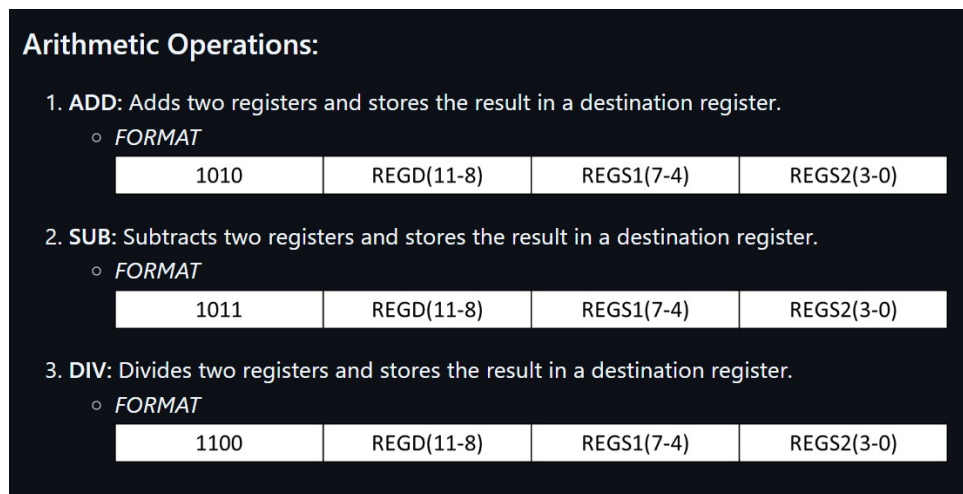 Arithmetic Operations:
1. ADD: Adds two registers and stores the result in a destination register.
○ FORMAT
1010 REGD(11-8) REGS1(7-4) REGS2(3-0)
2. SUB: Subtracts two registers and stores the result in a destination register.
○ FORMAT
1011 REGD(11-8) REGS1(7-4) REGS2(3-0)
3. DIV: Divides two registers and stores the result in a destination register.
○ FORMAT
1100 REGD(11-8) REGS1(7-4) REGS2(3-0)